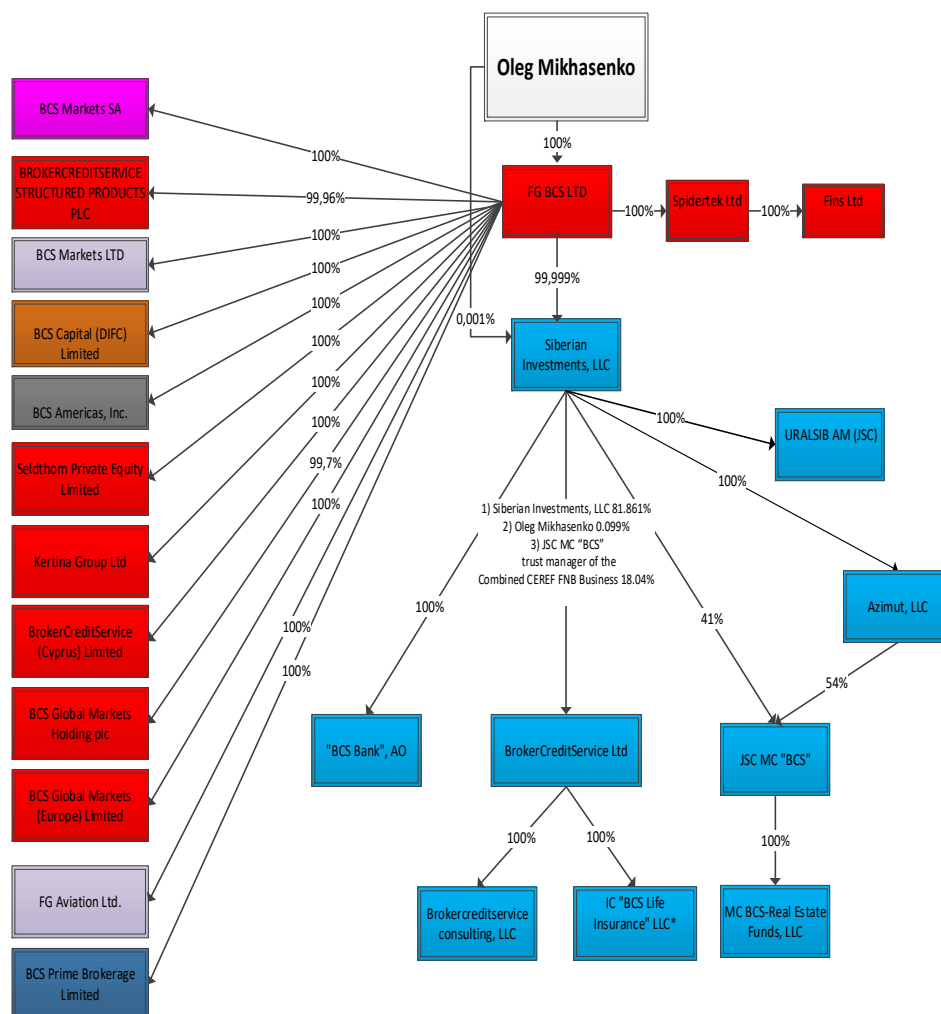 Oleg Mikhasenko
BCS Markets SA
100%
100%
BROKERCREDITSERVICE
STRUCTURED PRODUCTS
PLC
99,96%
FG BCS LTD
100%
Spidertek Ltd
100%
Fins Ltd
BCS Markets LTD
100%
100%
99,999%
BCS Capital (DIFC)
Limited
100%
0,001%
Siberian
Investments, LLC
100%
BCS Americas, Inc.
100%
100%
100%
URALSIB AM (JSC)
Seldthom Private Equity
Limited
99,7%
100%
100%
1) Siberian Investments, LLC 81.861%
2) Oleg Mikhasenko 0.099%
3) JSC MC "BCS"
trust manager of the
Combined CEREF FNB Business 18.04%
Kertina Group Ltd
Azimut, LLC
100%
41%
BrokerCreditService
(Cyprus) Limited
100%
100%
54%
BCS Global Markets
Holding plc
"BCS Bank", AO
BrokerCreditService Ltd
JSC MC "BCS"
BCS Global Markets
(Europe) Limited
100%
100%
100%
FG Aviation Ltd.
Brokercreditservice
consulting, LLC
IC "BCS Life
Insurance" LLC*
MC BCS-Real Estate
Funds, LLC
BCS Prime Brokerage
Limited